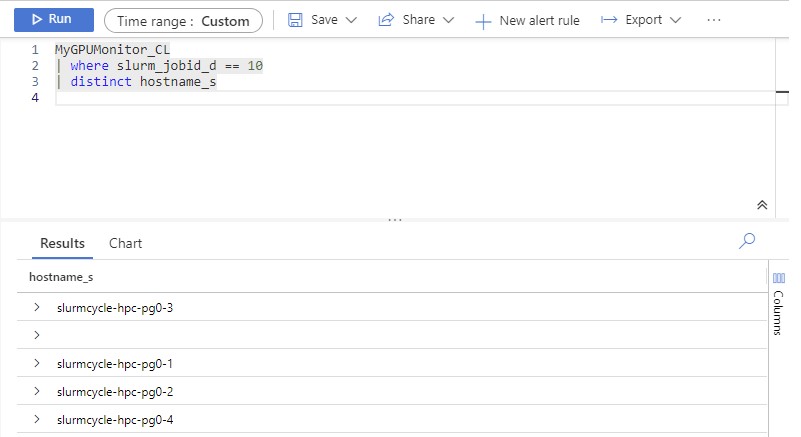 Run Time range : Custom Save Share New alert rule Export ...
1 MyGPUMonitor_CL
2 | where slurm_jobid_d == 10
3 | distinct hostname_s
4
...
Results Chart
hostname_s
slurmcycle-hpc-pg0-3
slurmcycle-hpc-pg0-1
slurmcycle-hpc-pg0-2
slurmcycle-hpc-pg0-4
Columns